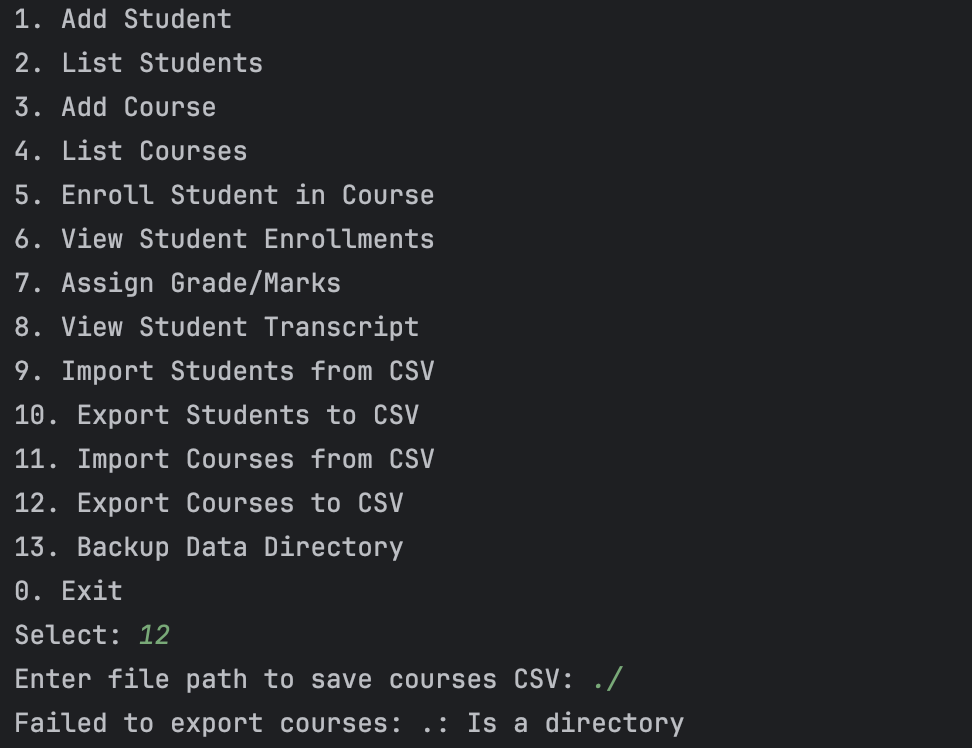 1. Add Student
2. List Students
3. Add Course
4. List Courses
5. Enroll Student in Course
6. View Student Enrollments
7. Assign Grade/Marks
8. View Student Transcript
9. Import Students from CSV
10. Export Students to CSV
11. Import Courses from CSV
12. Export Courses to CSV
13. Backup Data Directory
0. Exit
Select: 12
Enter file path to save courses CSV: ./
Failed to export courses: .: Is a directory